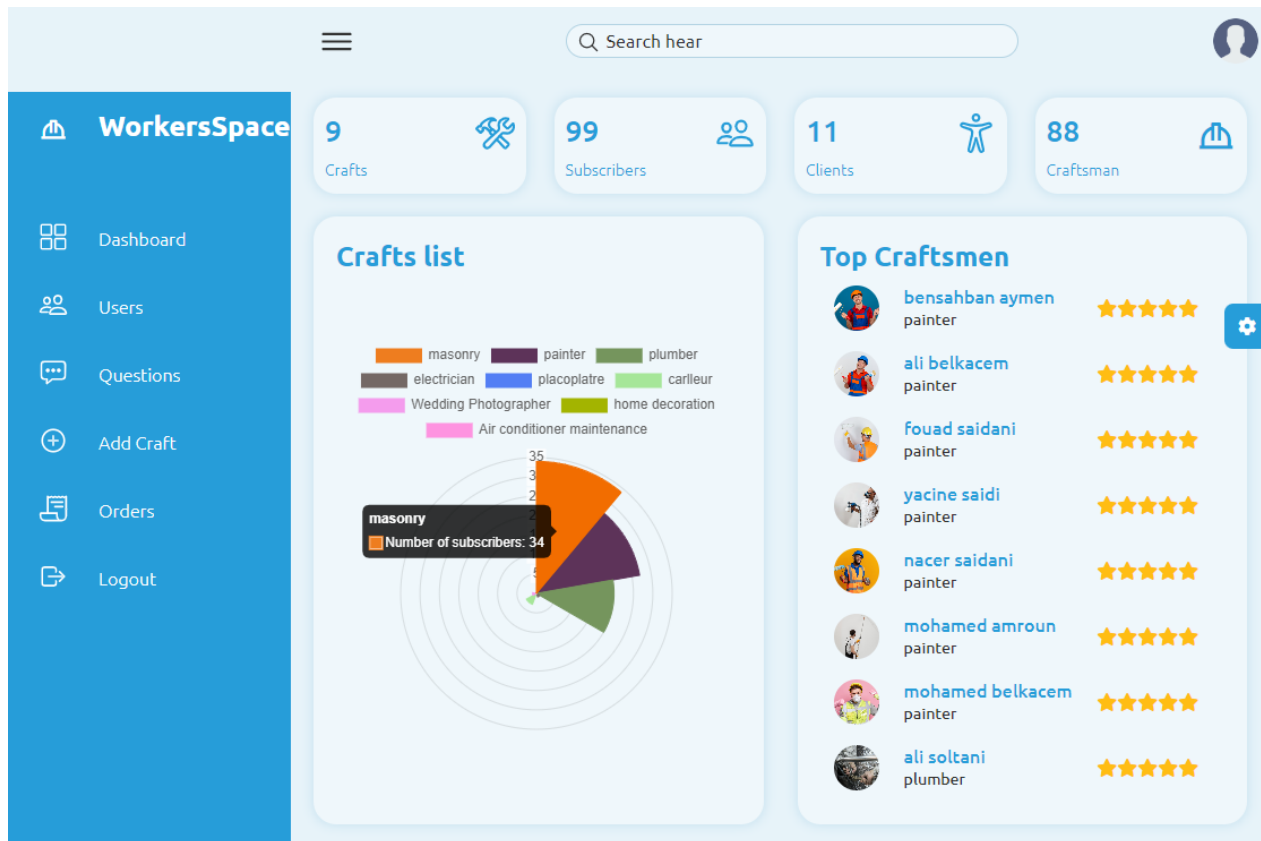 Search hear
WorkersSpace
Dashboard
Users
Questions
Add Craft
Orders
Logout
9
Crafts
99
Subscribers
11
Clients
88
Craftsman
Crafts list
masonry painter plumber
electrician placoplatre carlleur
Wedding Photographer home decoration
Air conditioner maintenance
35
masonry
Number of subscribers: 34
Top Craftsmen
bensahban aymen
painter
ali belkacem
painter
fouad saidani
painter
yacine saidi
painter
nacer saidani
painter
mohamed amroun
painter
mohamed belkacem
painter
ali soltani
plumber